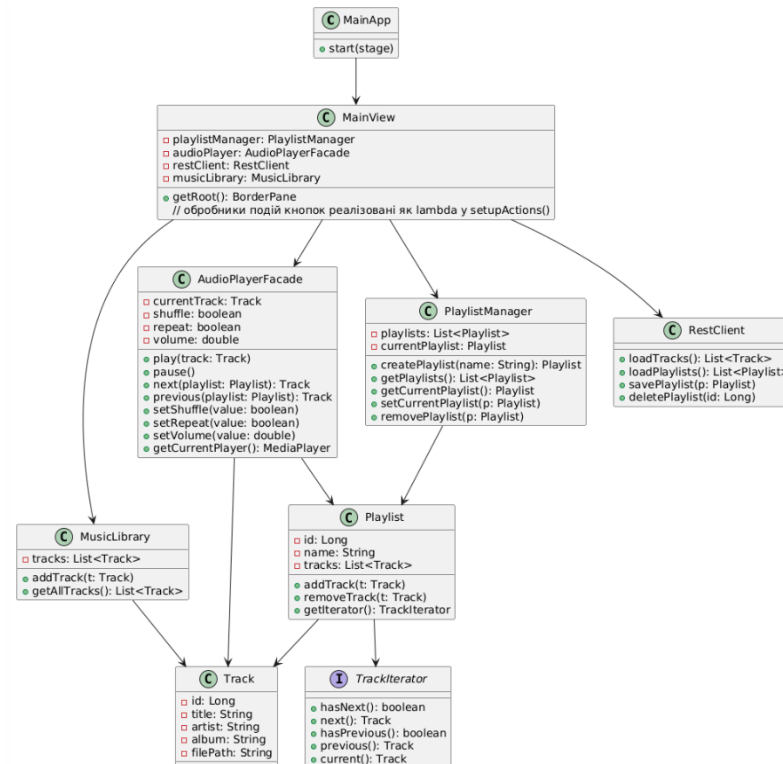 C MainApp
start(stage)
C MainView
playlistManager: PlaylistManager
audioPlayer: AudioPlayerFacade
restClient: RestClient
musicLibrary: MusicLibrary
getRoot(): BorderPane
// обробники подій кнопок реалізовані як lambda у setupActions()
C AudioPlayerFacade
currentTrack: Track
shuffle: boolean
repeat: boolean
volume: double
play(track: Track)
pause()
next(playlist: Playlist): Track
previous(playlist: Playlist): Track
setShuffle(value: boolean)
setRepeat(value: boolean)
setVolume(value: double)
getCurrentPlayer(): MediaPlayer
C PlaylistManager
playlists: List<Playlist>
currentPlaylist: Playlist
createPlaylist(name: String): Playlist
getPlaylists(): List<Playlist>
getCurrentPlaylist(): Playlist
setCurrentPlaylist(p: Playlist)
removePlaylist(p: Playlist)
C RestClient
loadTracks(): List<Track>
loadPlaylists(): List<Playlist>
savePlaylist(p: Playlist)
deletePlaylist(id: Long)
C MusicLibrary
tracks: List<Track>
addTrack(t: Track)
getAllTracks(): List<Track>
C Playlist
id: Long
name: String
tracks: List<Track>
addTrack(t: Track)
removeTrack(t: Track)
getIterator(): TrackIterator
C Track
id: Long
title: String
artist: String
album: String
filePath: String
I TrackIterator
hasNext(): boolean
next(): Track
hasPrevious(): boolean
previous(): Track
current(): Track